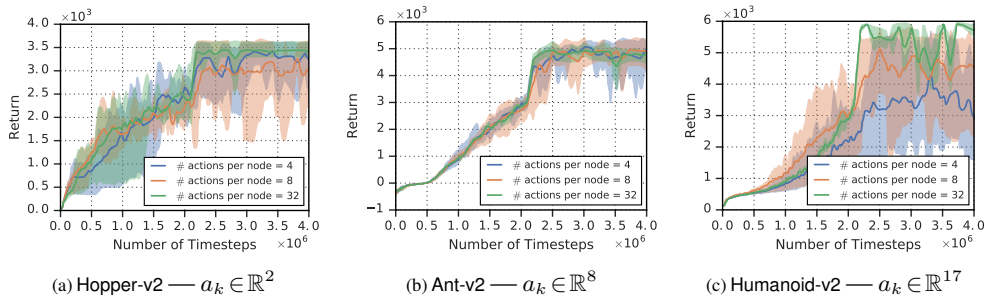 ×10³
4.0
3.5
3.0
2.5
2.0
1.5
1.0
0.5
0.0
Return
# actions per node = 4
# actions per node = 8
# actions per node = 32
0.0 0.5 1.0 1.5 2.0 2.5 3.0 3.5 4.0
Number of Timesteps ×10⁶
(a) Hopper-v2 — aₖ ∈ ℝ²
×10³
6
5
4
3
2
1
0
−1
Return
# actions per node = 4
# actions per node = 8
# actions per node = 32
0.0 0.5 1.0 1.5 2.0 2.5 3.0 3.5 4.0
Number of Timesteps ×10⁶
(b) Ant-v2 — aₖ ∈ ℝ⁸
×10³
6
5
4
3
2
1
0
Return
# actions per node = 4
# actions per node = 8
# actions per node = 32
0.0 0.5 1.0 1.5 2.0 2.5 3.0 3.5 4.0
Number of Timesteps ×10⁶
(c) Humanoid-v2 — aₖ ∈ ℝ¹⁷